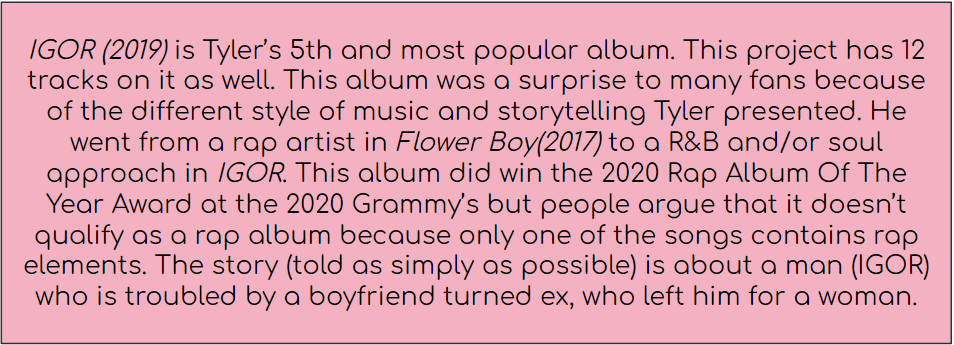 IGOR (2019) is Tyler's 5th and most popular album. This project has 12
tracks on it as well. This album was a surprise to many fans because
of the different style of music and storytelling Tyler presented. He
went from a rap artist in Flower Boy(2017) to a R&B and/or soul
approach in IGOR. This album did win the 2020 Rap Album Of The
Year Award at the 2020 Grammy's but people argue that it doesn't
qualify as a rap album because only one of the songs contains rap
elements. The story (told as simply as possible) is about a man (IGOR)
who is troubled by a boyfriend turned ex, who left him for a woman.